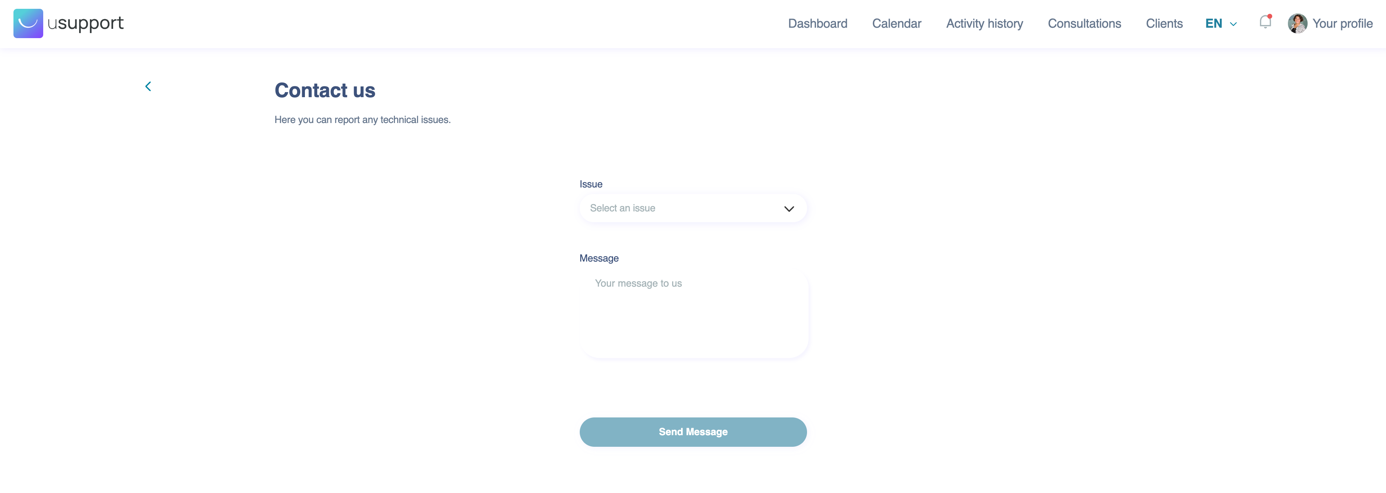 usupport
Dashboard Calendar Activity history Consultations Clients EN Your profile
Contact us
Here you can report any technical issues.
Issue
Select an issue
Message
Your message to us
Send Message